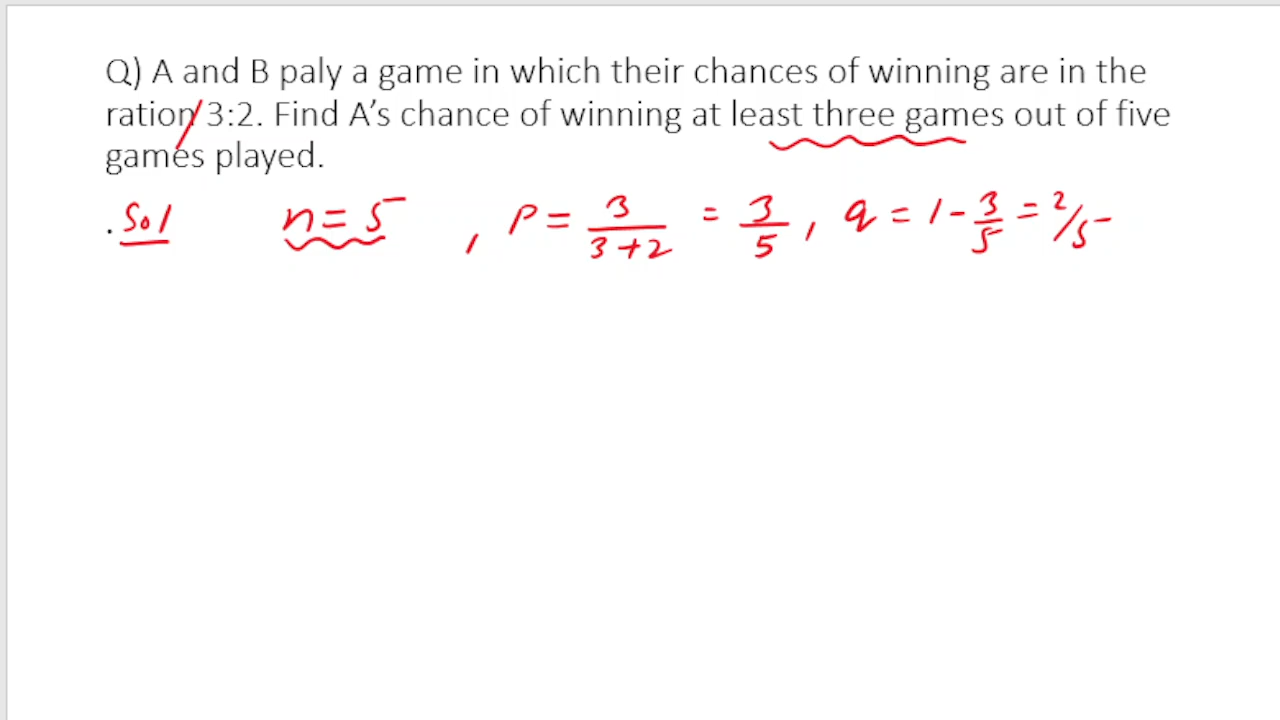 Q) A and B paly a game in which their chances of winning are in the
ration 3:2. Find A’s chance of winning at least three games out of five
games played.
. Sol n = 5 , P = 3/(3+2) = 3/5 , q = 1 - 3/5 = 2/5